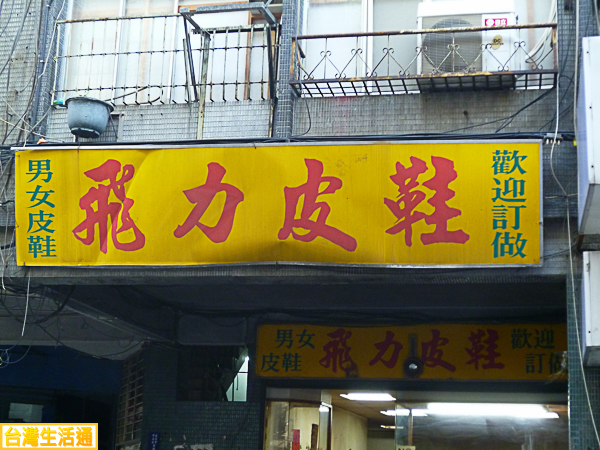 男女皮鞋
飛力皮鞋
歡迎訂做
男女
皮鞋
飛力皮鞋
歡迎
訂做
台灣生活通